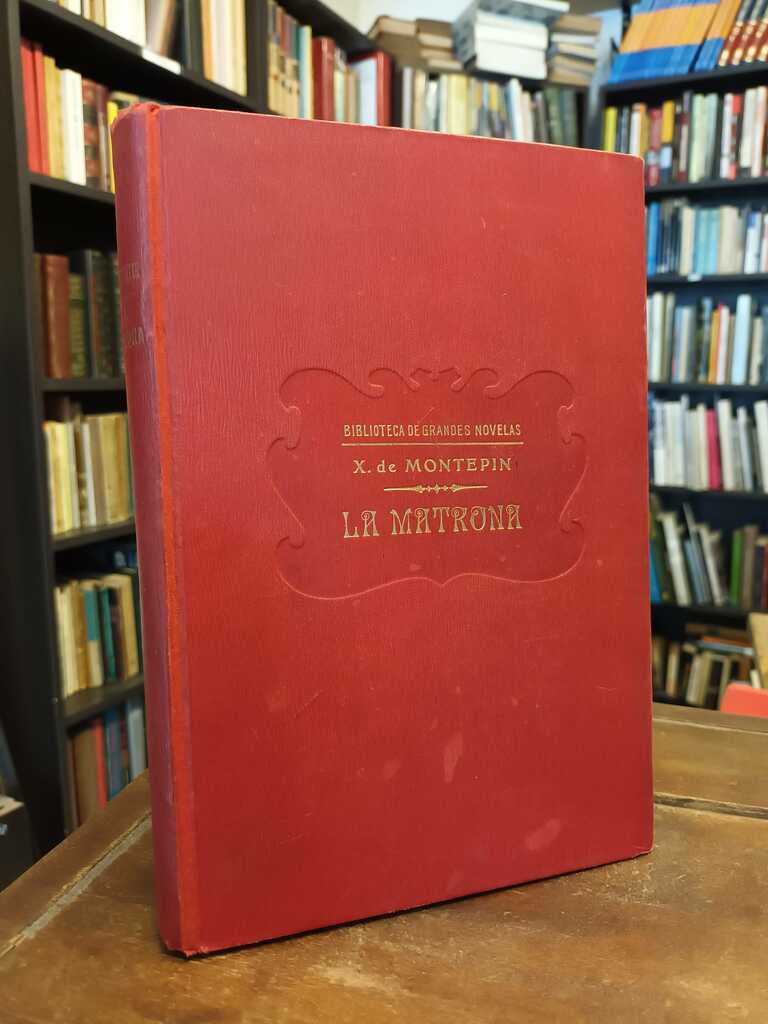 BIBLIOTECA DE GRANDES NOVELAS
X. de MONTEPIN
LA MATRONA